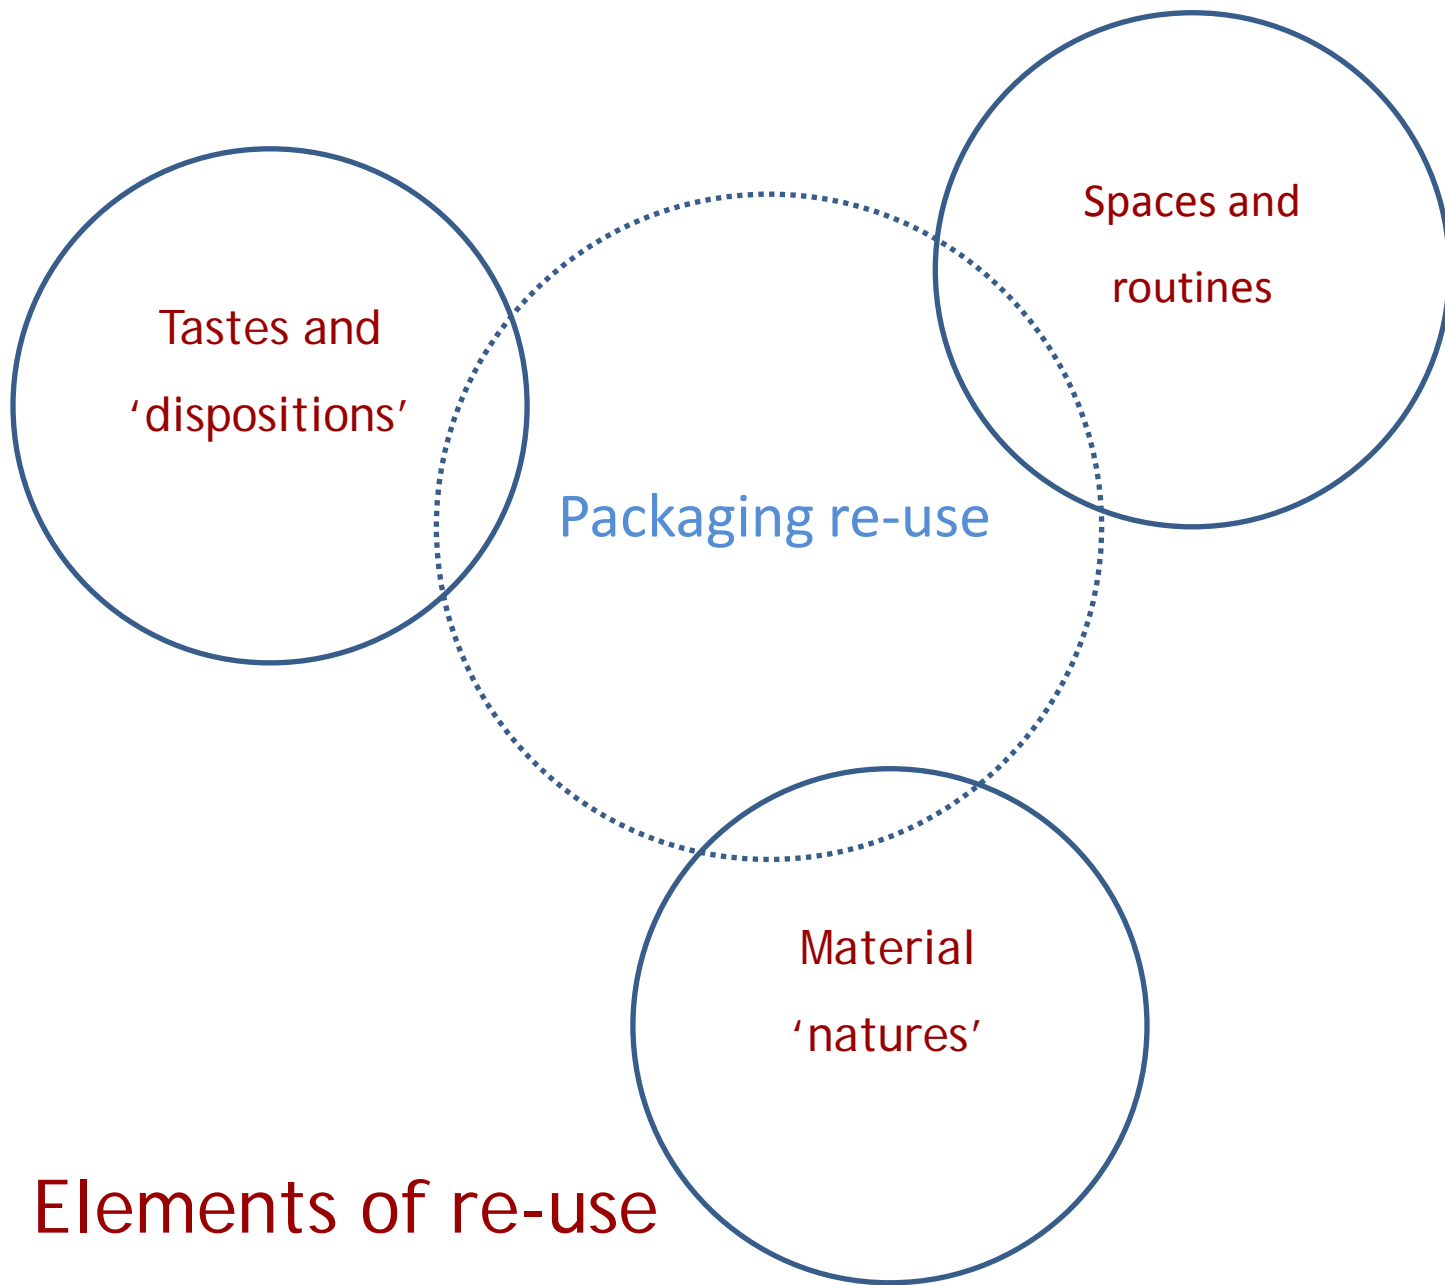 Spaces and
routines
Tastes and
‘dispositions’
Packaging re-use
Material
‘natures’
Elements of re-use